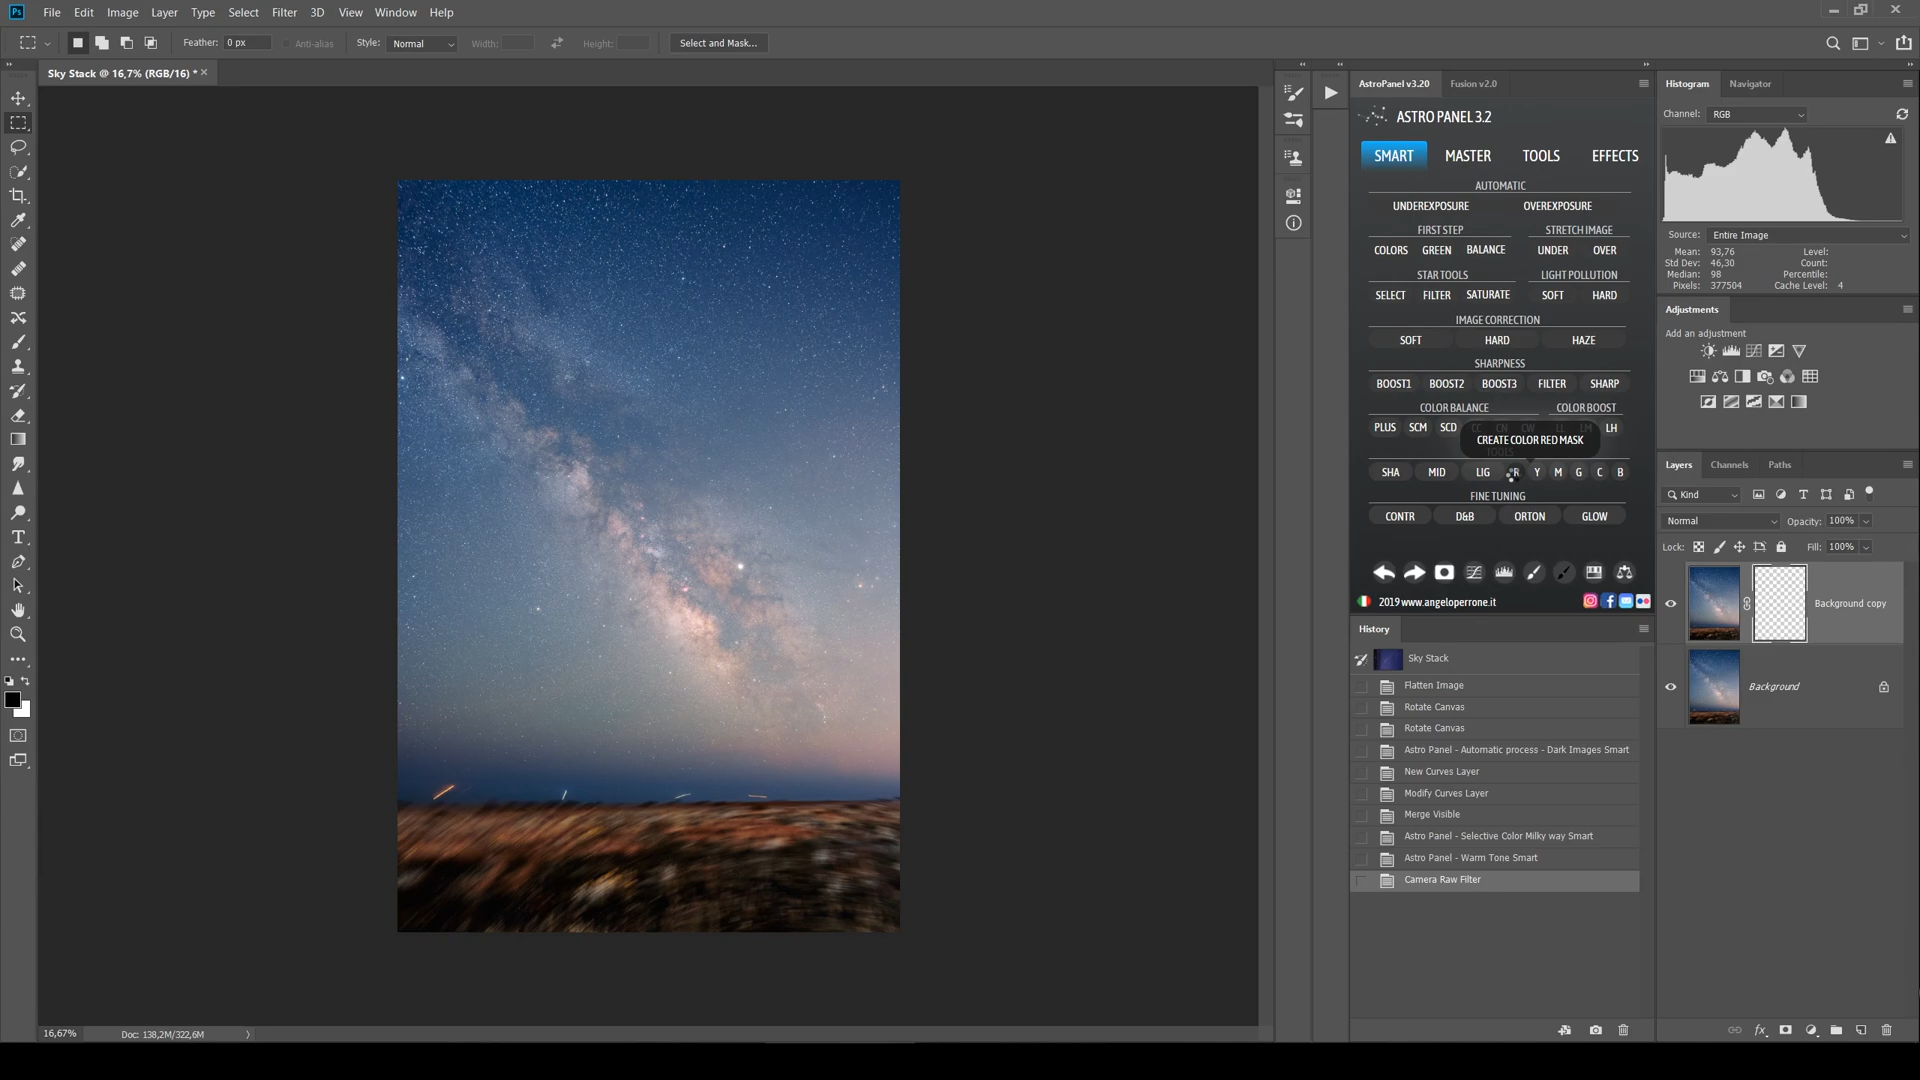 Ps File Edit Image Layer Type Select Filter 3D View Window Help
Feather: 0 px Anti-alias Style: Normal Width: Height: Select and Mask...
Sky Stack @ 16,7% (RGB/16) * ×
AstroPanel v3.20 Fusion v2.0
ASTRO PANEL 3.2
SMART MASTER TOOLS EFFECTS
AUTOMATIC
UNDEREXPOSURE OVEREXPOSURE
FIRST STEP STRETCH IMAGE
COLORS GREEN BALANCE UNDER OVER
STAR TOOLS LIGHT POLLUTION
SELECT FILTER SATURATE SOFT HARD
IMAGE CORRECTION
SOFT HARD HAZE
SHARPNESS
BOOST1 BOOST2 BOOST3 FILTER SHARP
COLOR BALANCE COLOR BOOST
PLUS SCM SCD CC CN CW LL LM LH
CREATE COLOR RED MASK
TOOLS
SHA MID LIG R Y M G C B
FINE TUNING
CONTR D&B ORTON GLOW
2019 www.angeloperrone.it
History
Sky Stack
Flatten Image
Rotate Canvas
Rotate Canvas
Astro Panel - Automatic process - Dark Images Smart
New Curves Layer
Modify Curves Layer
Merge Visible
Astro Panel - Selective Color Milky way Smart
Astro Panel - Warm Tone Smart
Camera Raw Filter
Histogram Navigator
Channel: RGB
Source: Entire Image
Mean: 93,76 Level:
Std Dev: 46,30 Count:
Median: 98 Percentile:
Pixels: 377504 Cache Level: 4
Adjustments
Add an adjustment
Layers Channels Paths
Kind
Normal Opacity: 100%
Lock: Fill: 100%
Background copy
Background
16,67% Doc: 138,2M/322,6M